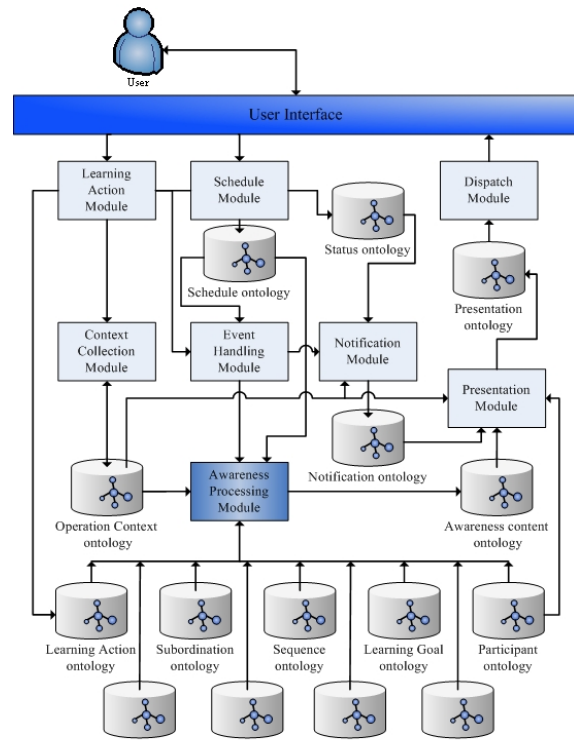 User
User Interface
Learning
Action
Module
Schedule
Module
Dispatch
Module
Status ontology
Schedule ontology
Presentation
ontology
Context
Collection
Module
Event
Handling
Module
Notification
Module
Presentation
Module
Notification ontology
Awareness
Processing
Module
Operation Context
ontology
Awareness content
ontology
Learning Action
ontology
Subordination
ontology
Sequence
ontology
Learning Goal
ontology
Participant
ontology